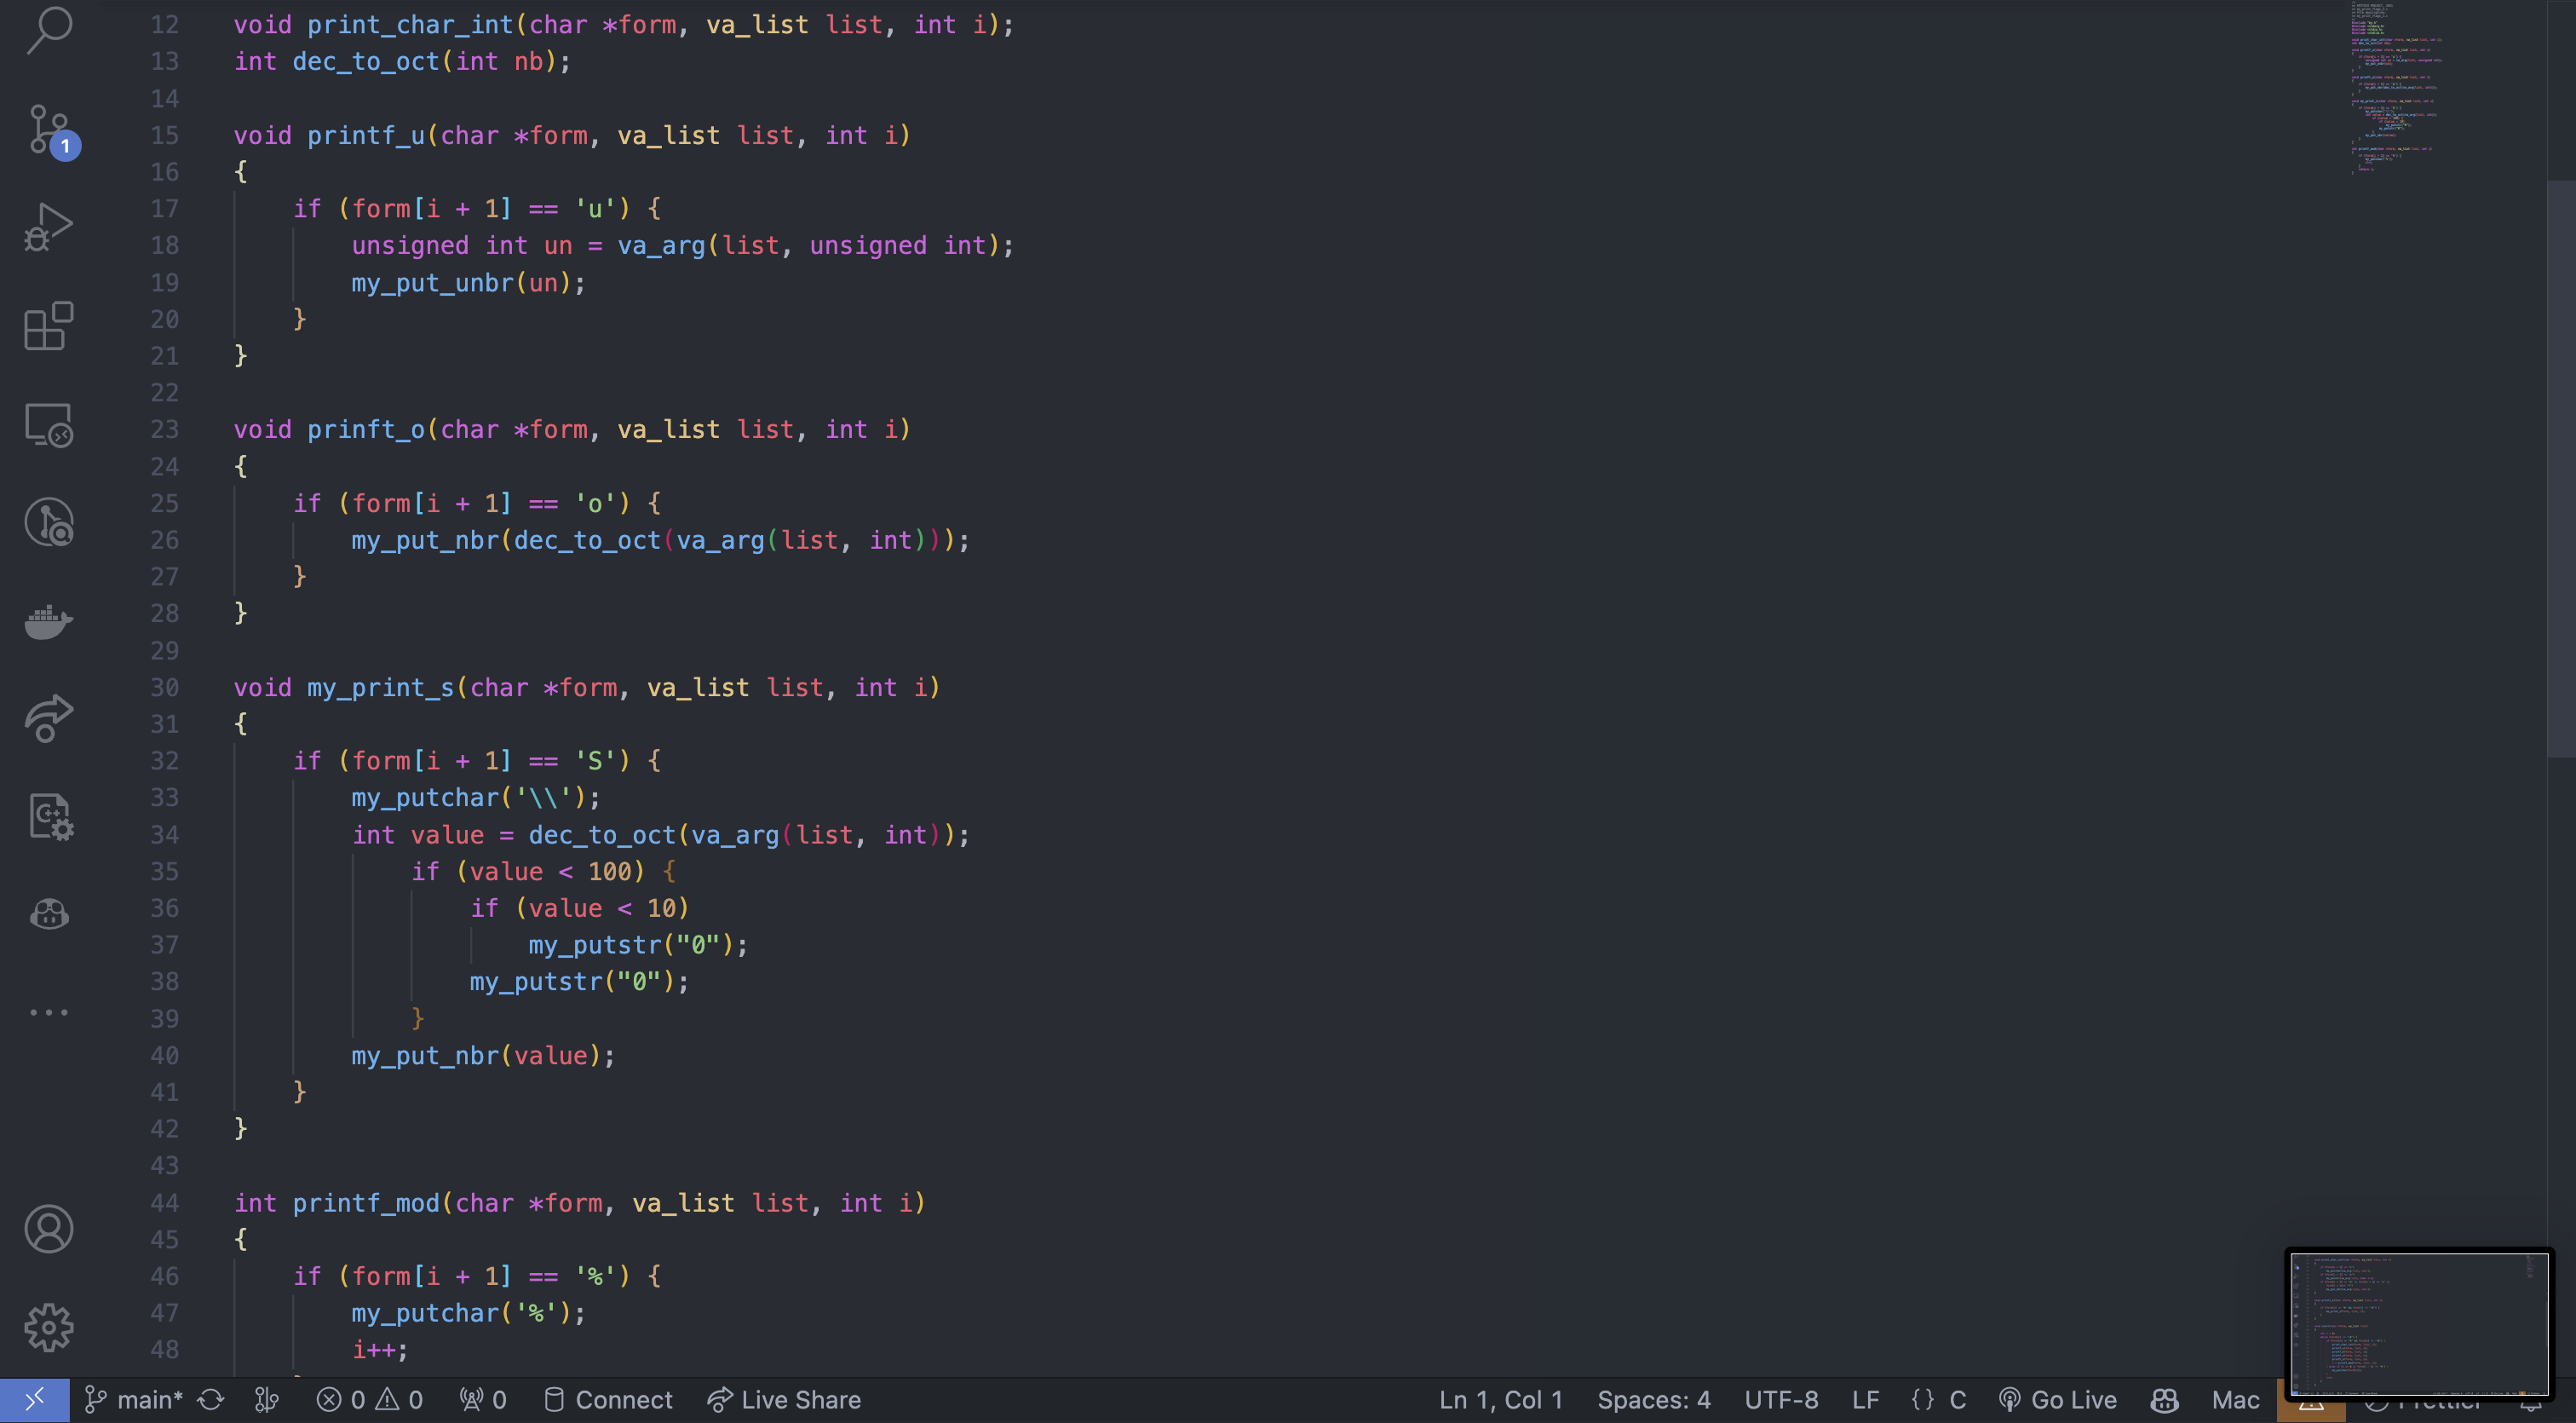 12 void print_char_int(char *form, va_list list, int i);
13 int dec_to_oct(int nb);
14
15 void printf_u(char *form, va_list list, int i)
16 {
17     if (form[i + 1] == 'u') {
18         unsigned int un = va_arg(list, unsigned int);
19         my_put_unbr(un);
20     }
21 }
22
23 void prinft_o(char *form, va_list list, int i)
24 {
25     if (form[i + 1] == 'o') {
26         my_put_nbr(dec_to_oct(va_arg(list, int)));
27     }
28 }
29
30 void my_print_s(char *form, va_list list, int i)
31 {
32     if (form[i + 1] == 'S') {
33         my_putchar('\\');
34         int value = dec_to_oct(va_arg(list, int));
35             if (value < 100) {
36                 if (value < 10)
37                     my_putstr("0");
38                 my_putstr("0");
39             }
40         my_put_nbr(value);
41     }
42 }
43
44 int printf_mod(char *form, va_list list, int i)
45 {
46     if (form[i + 1] == '%') {
47         my_putchar('%');
48         i++;
1
main* 0 0 0 Connect Live Share Ln 1, Col 1 Spaces: 4 UTF-8 LF {} C Go Live Mac